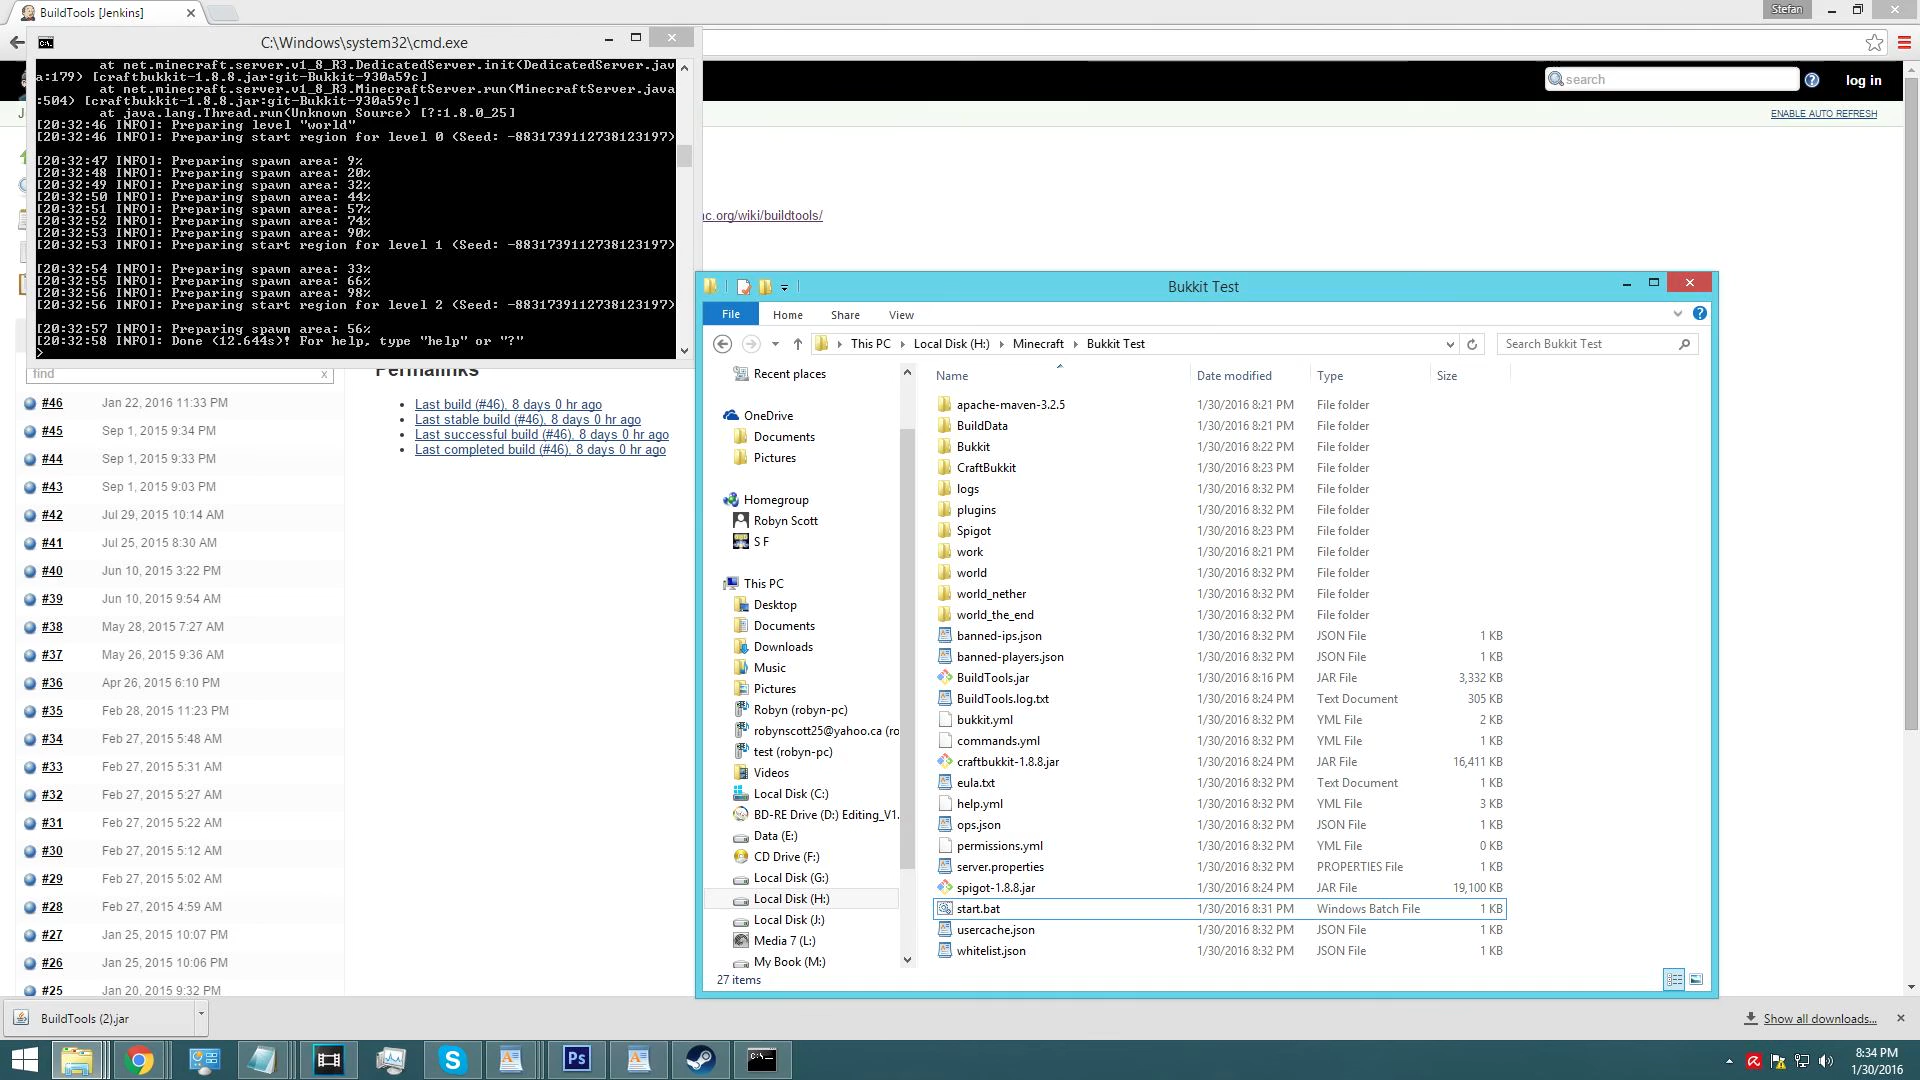 BuildTools [Jenkins]
Stefan
C:\Windows\system32\cmd.exe
at net.minecraft.server.v1_8_R3.DedicatedServer.init(DedicatedServer.jav
a:179) [craftbukkit-1.8.8.jar:git-Bukkit-930a59c]
at net.minecraft.server.v1_8_R3.MinecraftServer.run(MinecraftServer.java
:504) [craftbukkit-1.8.8.jar:git-Bukkit-930a59c]
at java.lang.Thread.run(Unknown Source) [?:1.8.0_25]
[20:32:46 INFO]: Preparing level "world"
[20:32:46 INFO]: Preparing start region for level 0 (Seed: -8831739112738123197)
[20:32:47 INFO]: Preparing spawn area: 9%
[20:32:48 INFO]: Preparing spawn area: 20%
[20:32:49 INFO]: Preparing spawn area: 32%
[20:32:50 INFO]: Preparing spawn area: 44%
[20:32:51 INFO]: Preparing spawn area: 57%
[20:32:52 INFO]: Preparing spawn area: 74%
[20:32:53 INFO]: Preparing spawn area: 90%
[20:32:53 INFO]: Preparing start region for level 1 (Seed: -8831739112738123197)
[20:32:54 INFO]: Preparing spawn area: 33%
[20:32:55 INFO]: Preparing spawn area: 66%
[20:32:56 INFO]: Preparing spawn area: 98%
[20:32:56 INFO]: Preparing start region for level 2 (Seed: -8831739112738123197)
[20:32:57 INFO]: Preparing spawn area: 56%
[20:32:58 INFO]: Done (12.644s)! For help, type "help" or "?"
>
search
log in
ENABLE AUTO REFRESH
c.org/wiki/buildtools/
find x
#46 Jan 22, 2016 11:33 PM
#45 Sep 1, 2015 9:34 PM
#44 Sep 1, 2015 9:33 PM
#43 Sep 1, 2015 9:03 PM
#42 Jul 29, 2015 10:14 AM
#41 Jul 25, 2015 8:30 AM
#40 Jun 10, 2015 3:22 PM
#39 Jun 10, 2015 9:54 AM
#38 May 28, 2015 7:27 AM
#37 May 26, 2015 9:36 AM
#36 Apr 26, 2015 6:10 PM
#35 Feb 28, 2015 11:23 PM
#34 Feb 27, 2015 5:48 AM
#33 Feb 27, 2015 5:31 AM
#32 Feb 27, 2015 5:27 AM
#31 Feb 27, 2015 5:22 AM
#30 Feb 27, 2015 5:12 AM
#29 Feb 27, 2015 5:02 AM
#28 Feb 27, 2015 4:59 AM
#27 Jan 25, 2015 10:07 PM
#26 Jan 25, 2015 10:06 PM
#25 Jan 20, 2015 9:32 PM
Permalinks
Last build (#46), 8 days 0 hr ago
Last stable build (#46), 8 days 0 hr ago
Last successful build (#46), 8 days 0 hr ago
Last completed build (#46), 8 days 0 hr ago
Bukkit Test
File Home Share View
This PC Local Disk (H:) Minecraft Bukkit Test
Search Bukkit Test
Recent places
OneDrive
Documents
Pictures
Homegroup
Robyn Scott
S F
This PC
Desktop
Documents
Downloads
Music
Pictures
Robyn (robyn-pc)
robynscott25@yahoo.ca (ro
test (robyn-pc)
Videos
Local Disk (C:)
BD-RE Drive (D:) Editing_V1.
Data (E:)
CD Drive (F:)
Local Disk (G:)
Local Disk (H:)
Local Disk (J:)
Media 7 (L:)
My Book (M:)
Name Date modified Type Size
apache-maven-3.2.5 1/30/2016 8:21 PM File folder
BuildData 1/30/2016 8:21 PM File folder
Bukkit 1/30/2016 8:22 PM File folder
CraftBukkit 1/30/2016 8:23 PM File folder
logs 1/30/2016 8:32 PM File folder
plugins 1/30/2016 8:32 PM File folder
Spigot 1/30/2016 8:23 PM File folder
work 1/30/2016 8:21 PM File folder
world 1/30/2016 8:32 PM File folder
world_nether 1/30/2016 8:32 PM File folder
world_the_end 1/30/2016 8:32 PM File folder
banned-ips.json 1/30/2016 8:32 PM JSON File 1 KB
banned-players.json 1/30/2016 8:32 PM JSON File 1 KB
BuildTools.jar 1/30/2016 8:16 PM JAR File 3,332 KB
BuildTools.log.txt 1/30/2016 8:24 PM Text Document 305 KB
bukkit.yml 1/30/2016 8:32 PM YML File 2 KB
commands.yml 1/30/2016 8:32 PM YML File 1 KB
craftbukkit-1.8.8.jar 1/30/2016 8:24 PM JAR File 16,411 KB
eula.txt 1/30/2016 8:32 PM Text Document 1 KB
help.yml 1/30/2016 8:32 PM YML File 3 KB
ops.json 1/30/2016 8:32 PM JSON File 1 KB
permissions.yml 1/30/2016 8:32 PM YML File 0 KB
server.properties 1/30/2016 8:32 PM PROPERTIES File 1 KB
spigot-1.8.8.jar 1/30/2016 8:24 PM JAR File 19,100 KB
start.bat 1/30/2016 8:31 PM Windows Batch File 1 KB
usercache.json 1/30/2016 8:32 PM JSON File 1 KB
whitelist.json 1/30/2016 8:32 PM JSON File 1 KB
27 items
BuildTools (2).jar
Show all downloads...
Ps
8:34 PM
1/30/2016